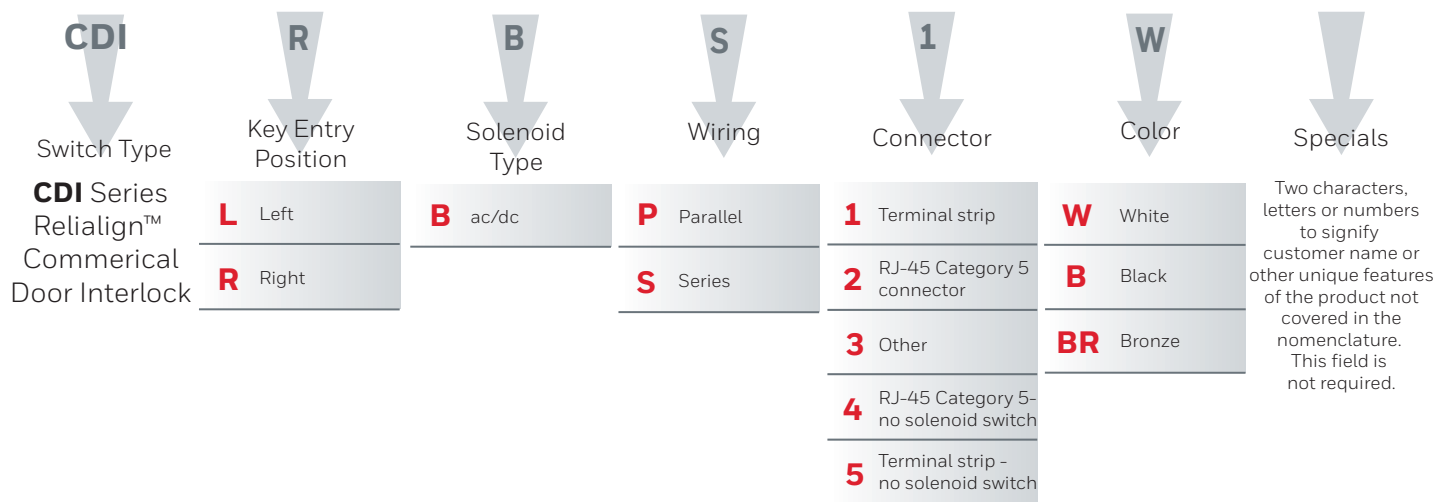 CDI
R
B
S
1
W
Switch Type
CDI Series
Relialign™
Commerical
Door Interlock
Key Entry
Position
L Left
R Right
Solenoid
Type
B ac/dc
Wiring
P Parallel
S Series
Connector
1 Terminal strip
2 RJ-45 Category 5
connector
3 Other
4 RJ-45 Category 5-
no solenoid switch
5 Terminal strip -
no solenoid switch
Color
W White
B Black
BR Bronze
Specials
Two characters,
letters or numbers
to signify
customer name or
other unique features
of the product not
covered in the
nomenclature.
This field is
not required.